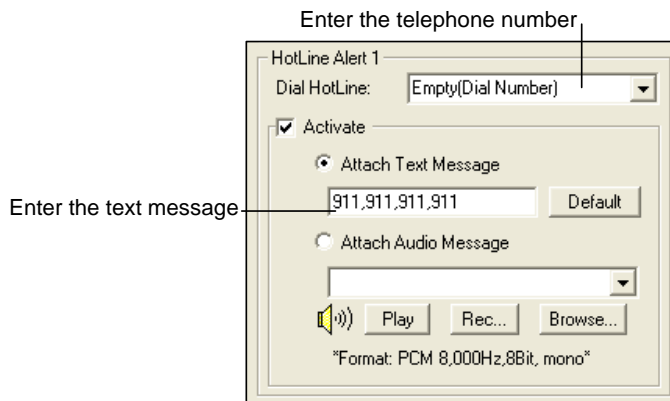 Enter the telephone number
HotLine Alert 1
Dial HotLine: Empty(Dial Number)
Activate
Attach Text Message
Enter the text message
911,911,911,911 Default
Attach Audio Message
Play Rec... Browse...
*Format: PCM 8,000Hz,8Bit, mono*